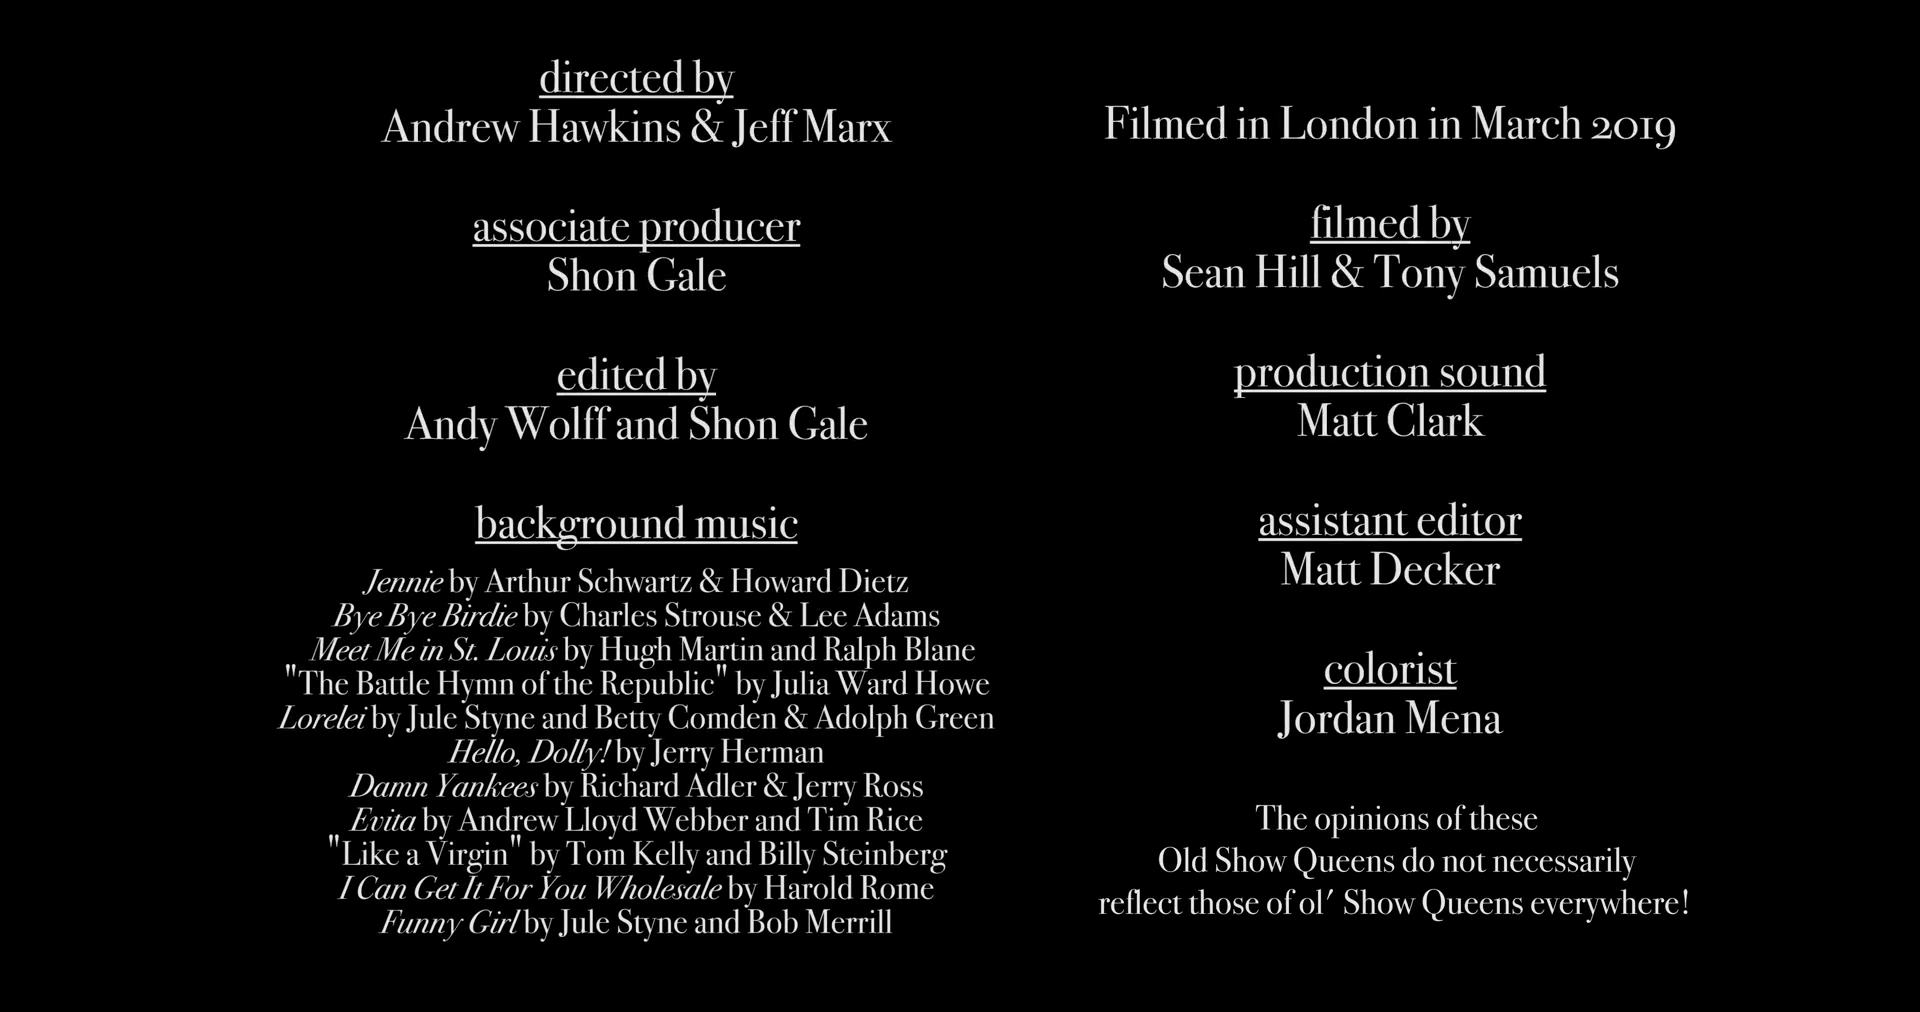 directed by
Andrew Hawkins & Jeff Marx
associate producer
Shon Gale
edited by
Andy Wolff and Shon Gale
background music
Jennie by Arthur Schwartz & Howard Dietz
Bye Bye Birdie by Charles Strouse & Lee Adams
Meet Me in St. Louis by Hugh Martin and Ralph Blane
"The Battle Hymn of the Republic" by Julia Ward Howe
Lorelei by Jule Styne and Betty Comden & Adolph Green
Hello, Dolly! by Jerry Herman
Damn Yankees by Richard Adler & Jerry Ross
Evita by Andrew Lloyd Webber and Tim Rice
"Like a Virgin" by Tom Kelly and Billy Steinberg
I Can Get It For You Wholesale by Harold Rome
Funny Girl by Jule Styne and Bob Merrill
Filmed in London in March 2019
filmed by
Sean Hill & Tony Samuels
production sound
Matt Clark
assistant editor
Matt Decker
colorist
Jordan Mena
The opinions of these
Old Show Queens do not necessarily
reflect those of ol' Show Queens everywhere!